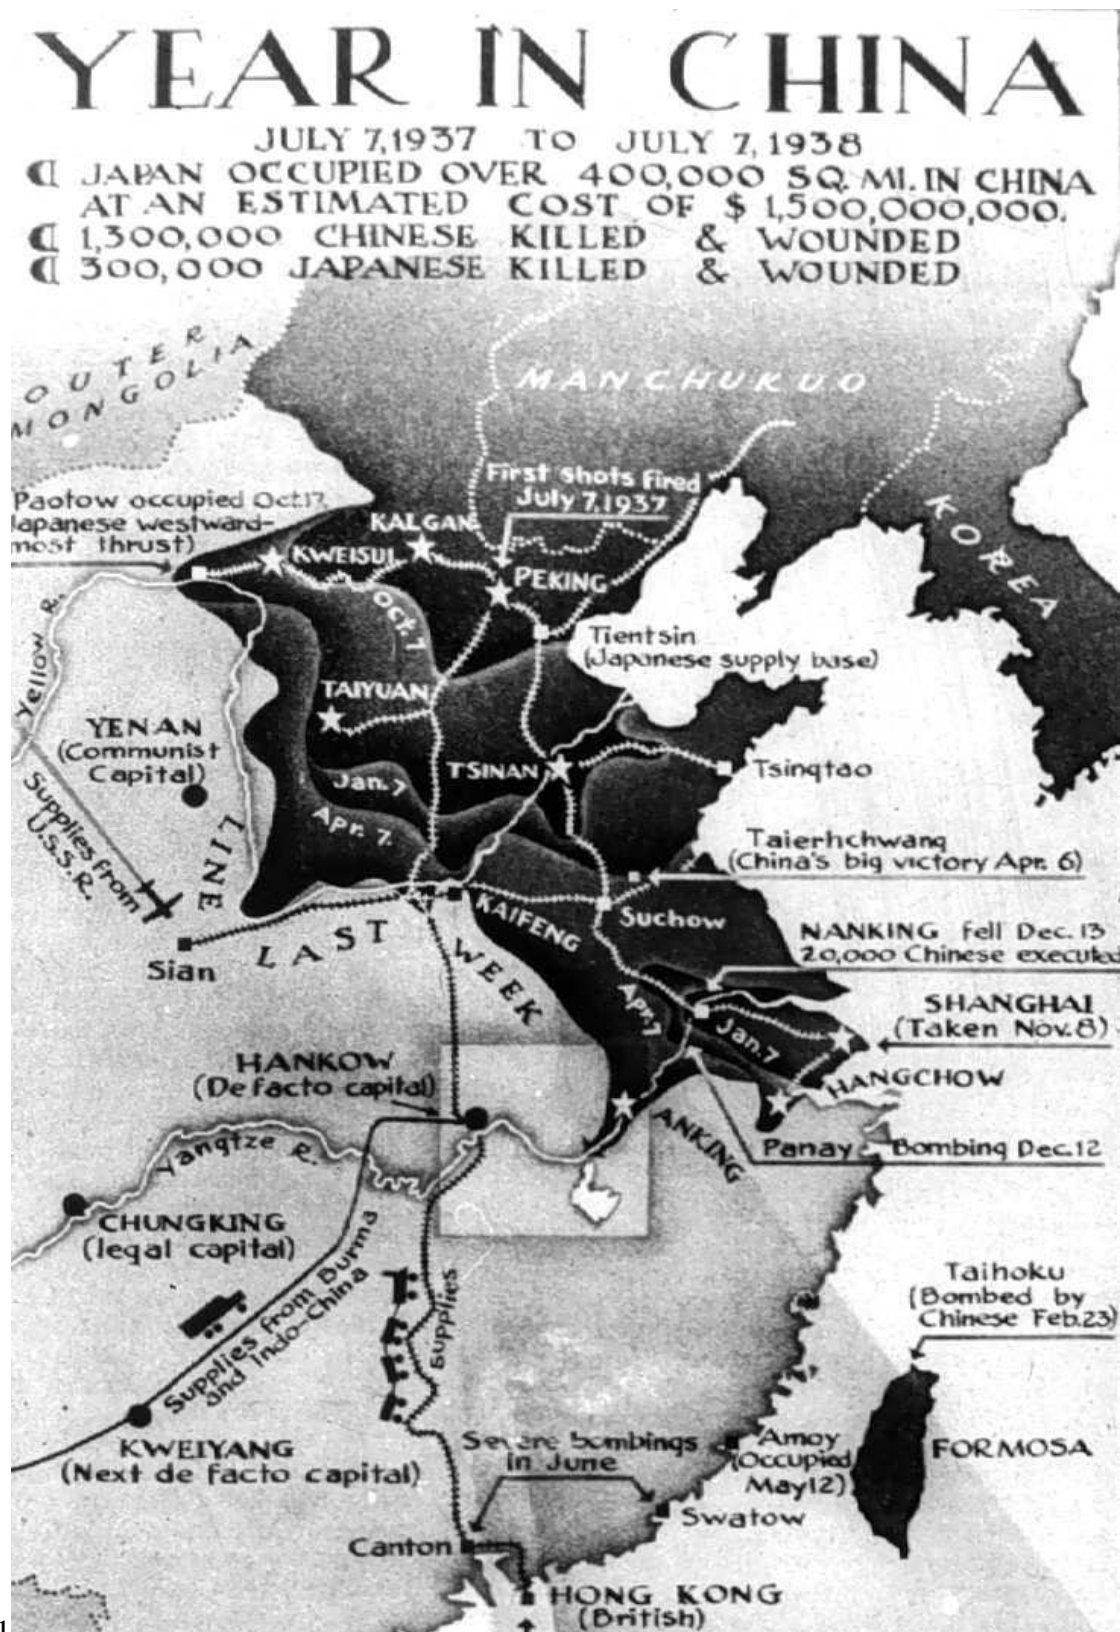 YEAR IN CHINA
JULY 7, 1937 TO JULY 7, 1938
JAPAN OCCUPIED OVER 400,000 SQ. MI. IN CHINA
AT AN ESTIMATED COST OF $ 1,500,000,000.
1,300,000 CHINESE KILLED & WOUNDED
300,000 JAPANESE KILLED & WOUNDED
OUTER
MONGOLIA
MANCHUKUO
KOREA
First shots fired
July 7, 1937
Paotow occupied Oct. 17
Japanese westward-
most thrust)
KALGAN
KWEISUI
PEKING
Oct. 7
Tientsin
(Japanese supply base)
Yellow R.
TAIYUAN
YENAN
(Communist
Capital)
TSINAN
Tsingtao
Jan. 7
Apr. 7.
Supplies from
U.S.S.R.
Taierhchwang
(China's big victory Apr. 6)
LINE
LAST
WEEK
KAIFENG
Suchow
Sian
NANKING fell Dec. 13
20,000 Chinese executed
Apr. 7
Jan. 7
SHANGHAI
(Taken Nov. 8)
HANKOW
(De facto capital)
HANGCHOW
ANKING
Panay Bombing Dec. 12
Yangtze R.
CHUNGKING
(legal capital)
Supplies from Burma
and Indo-China
Supplies
Taihoku
(Bombed by
Chinese Feb. 23)
KWEIYANG
(Next de facto capital)
Severe bombings
in June
Amoy
(Occupied
May 12)
FORMOSA
Swatow
Canton
HONG KONG
(British)
1